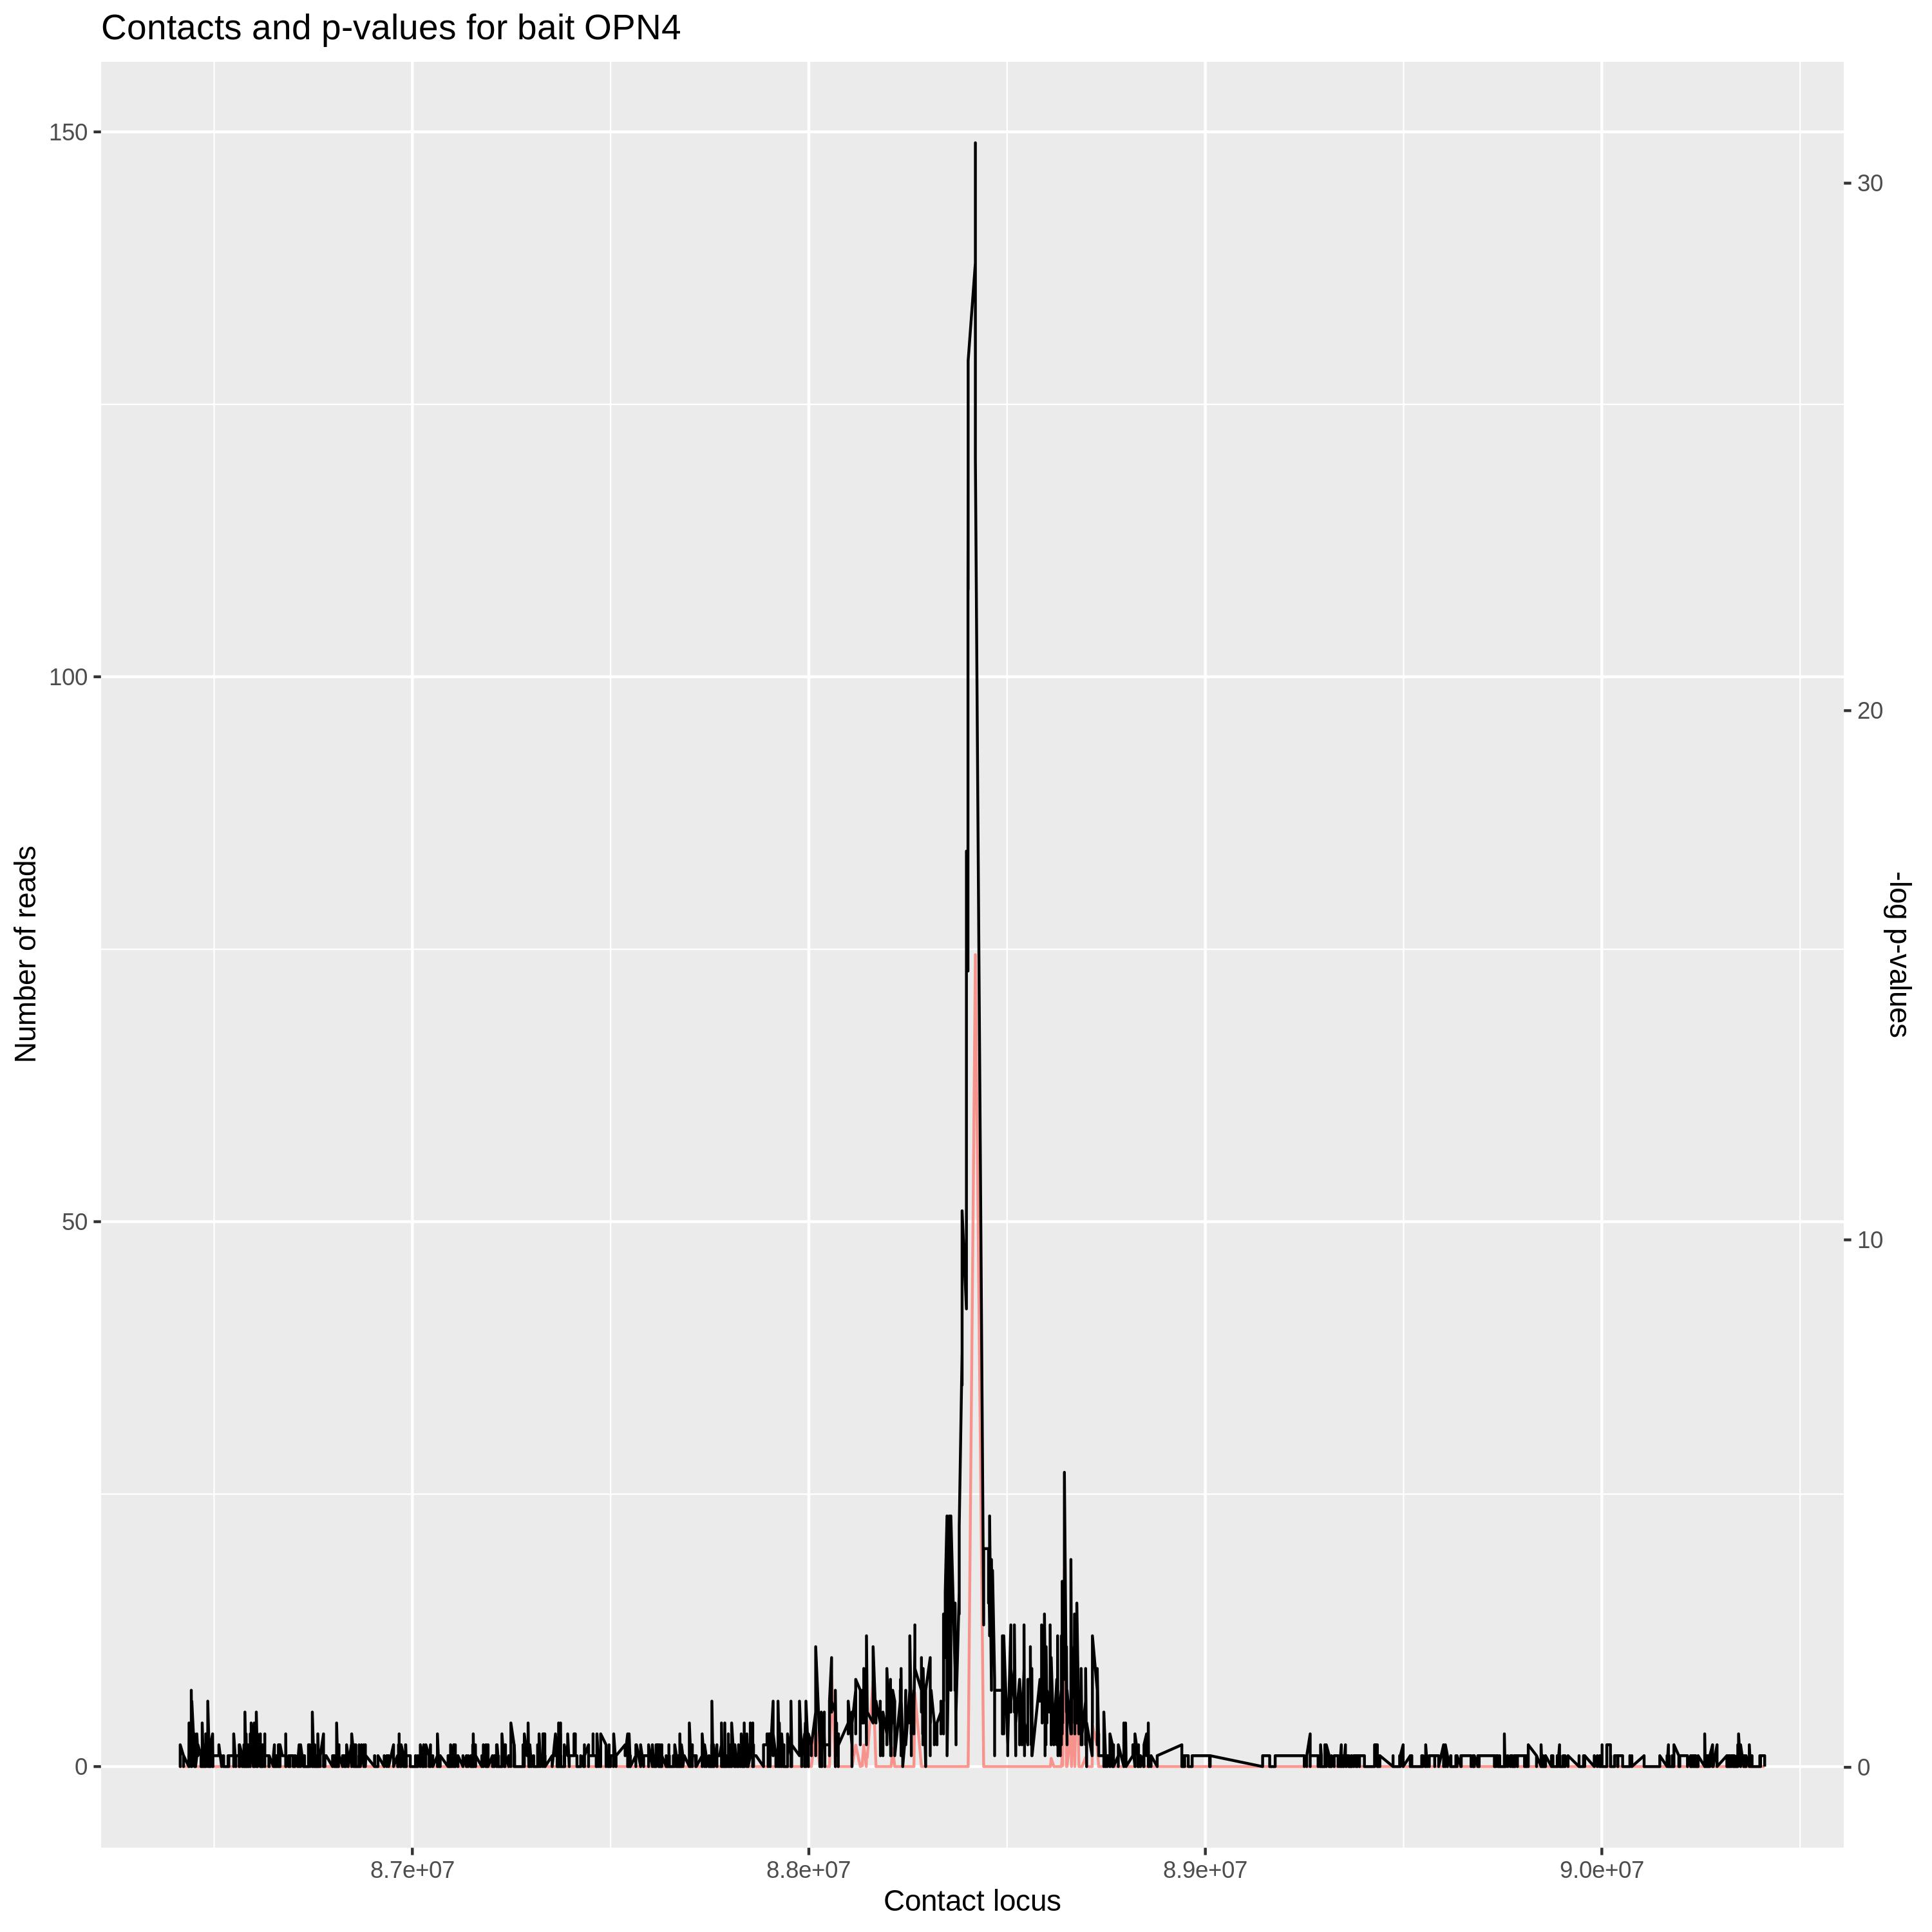 Contacts and p-values for bait OPN4
150
100
50
0
Number of reads
30
20
10
0
-log p-values
8.7e+07
8.8e+07
8.9e+07
9.0e+07
Contact locus